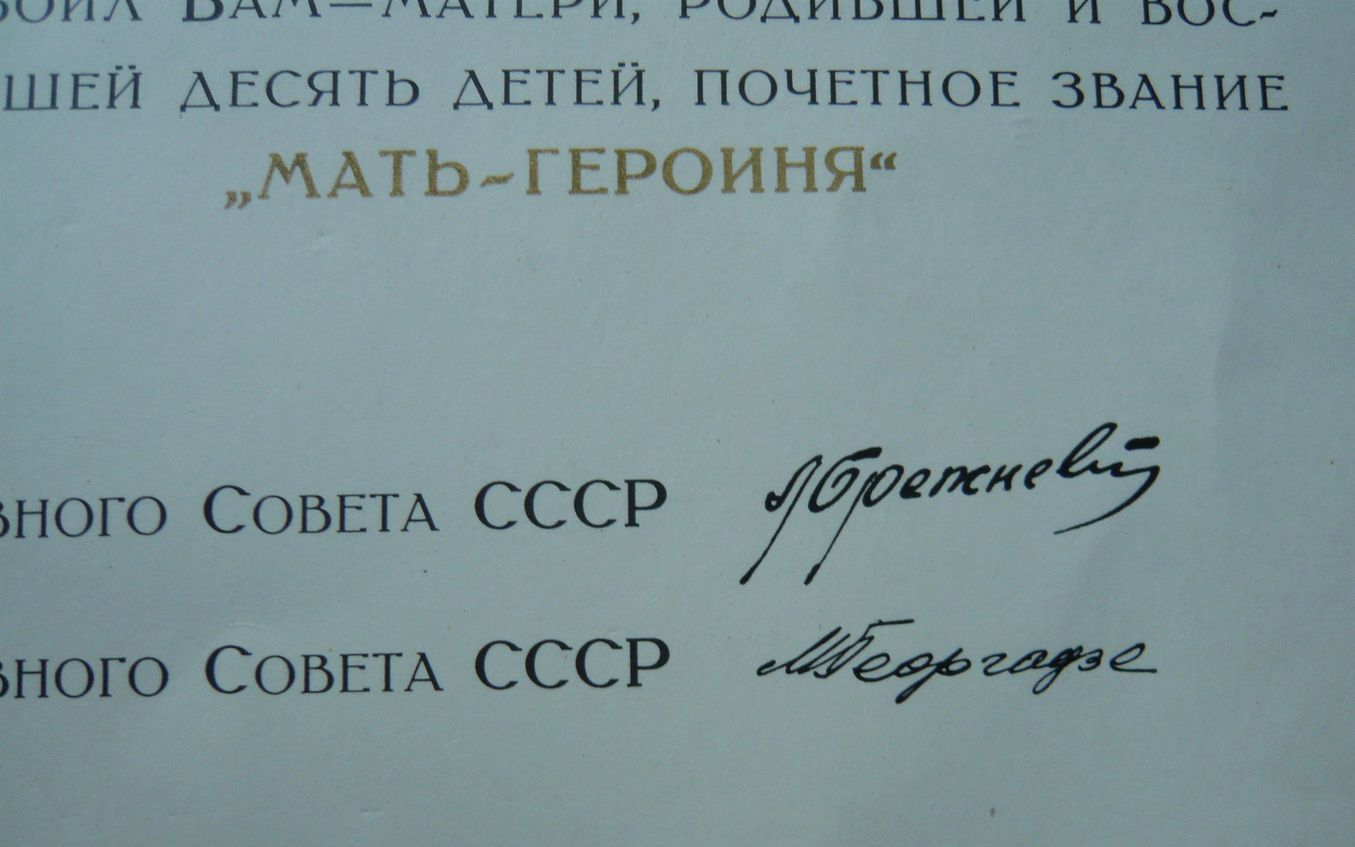 воил Вам—матери, родившей и вос-
шей десять детей, почетное звание
„МАТЬ-ГЕРОИНЯ“
вного Совета СССР Л Брежнев
вного Совета СССР М Георгадзе